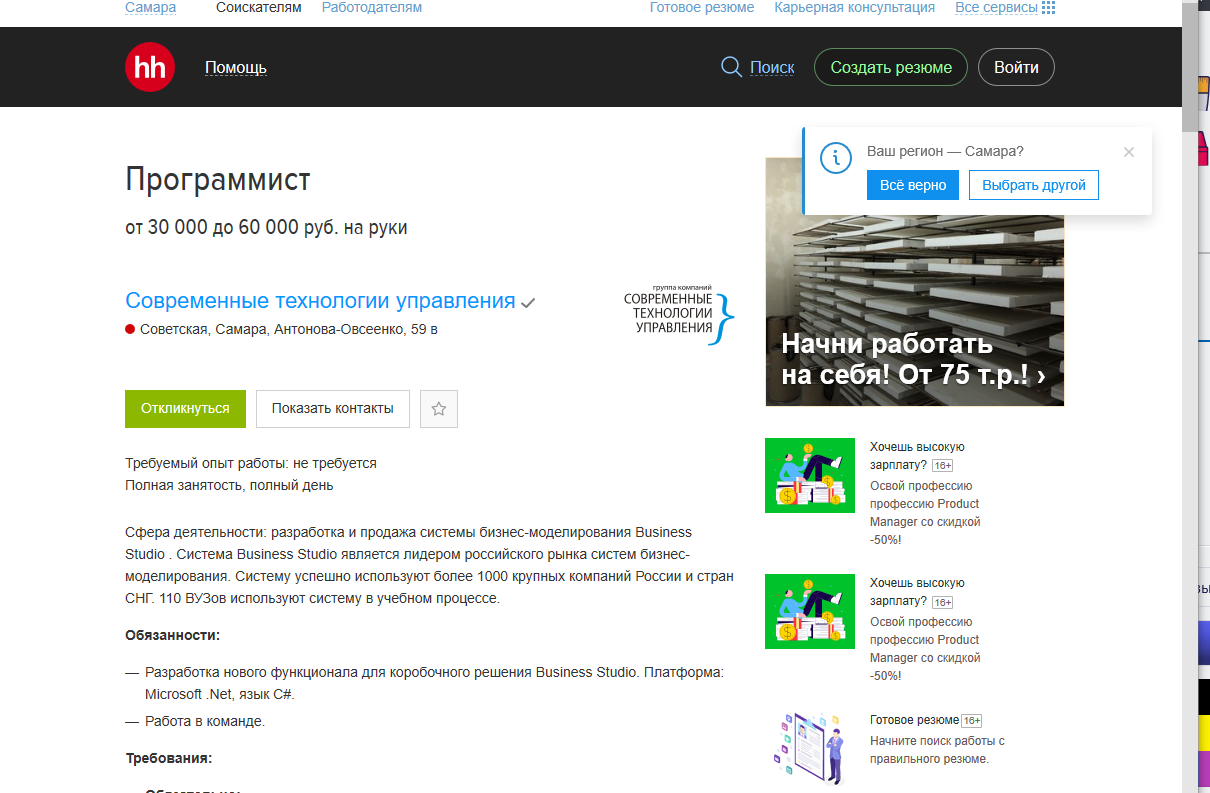 Самара Соискателям Работодателям Готовое резюме Карьерная консультация Все сервисы
hh Помощь Поиск Создать резюме Войти
Ваш регион — Самара?
Всё верно Выбрать другой
Программист
от 30 000 до 60 000 руб. на руки
Современные технологии управления
Советская, Самара, Антонова-Овсеенко, 59 в
группа компаний
СОВРЕМЕННЫЕ
ТЕХНОЛОГИИ
УПРАВЛЕНИЯ
Откликнуться Показать контакты
Требуемый опыт работы: не требуется
Полная занятость, полный день
Сфера деятельности: разработка и продажа системы бизнес-моделирования Business
Studio . Система Business Studio является лидером российского рынка систем бизнес-
моделирования. Систему успешно используют более 1000 крупных компаний России и стран
СНГ. 110 ВУЗов используют систему в учебном процессе.
Обязанности:
— Разработка нового функционала для коробочного решения Business Studio. Платформа:
Microsoft .Net, язык C#.
— Работа в команде.
Требования:
Начни работать
на себя! От 75 т.р.! ›
Хочешь высокую
зарплату? 16+
Освой профессию
профессию Product
Manager со скидкой
-50%!
Хочешь высокую
зарплату? 16+
Освой профессию
профессию Product
Manager со скидкой
-50%!
Готовое резюме 16+
Начните поиск работы с
правильного резюме.